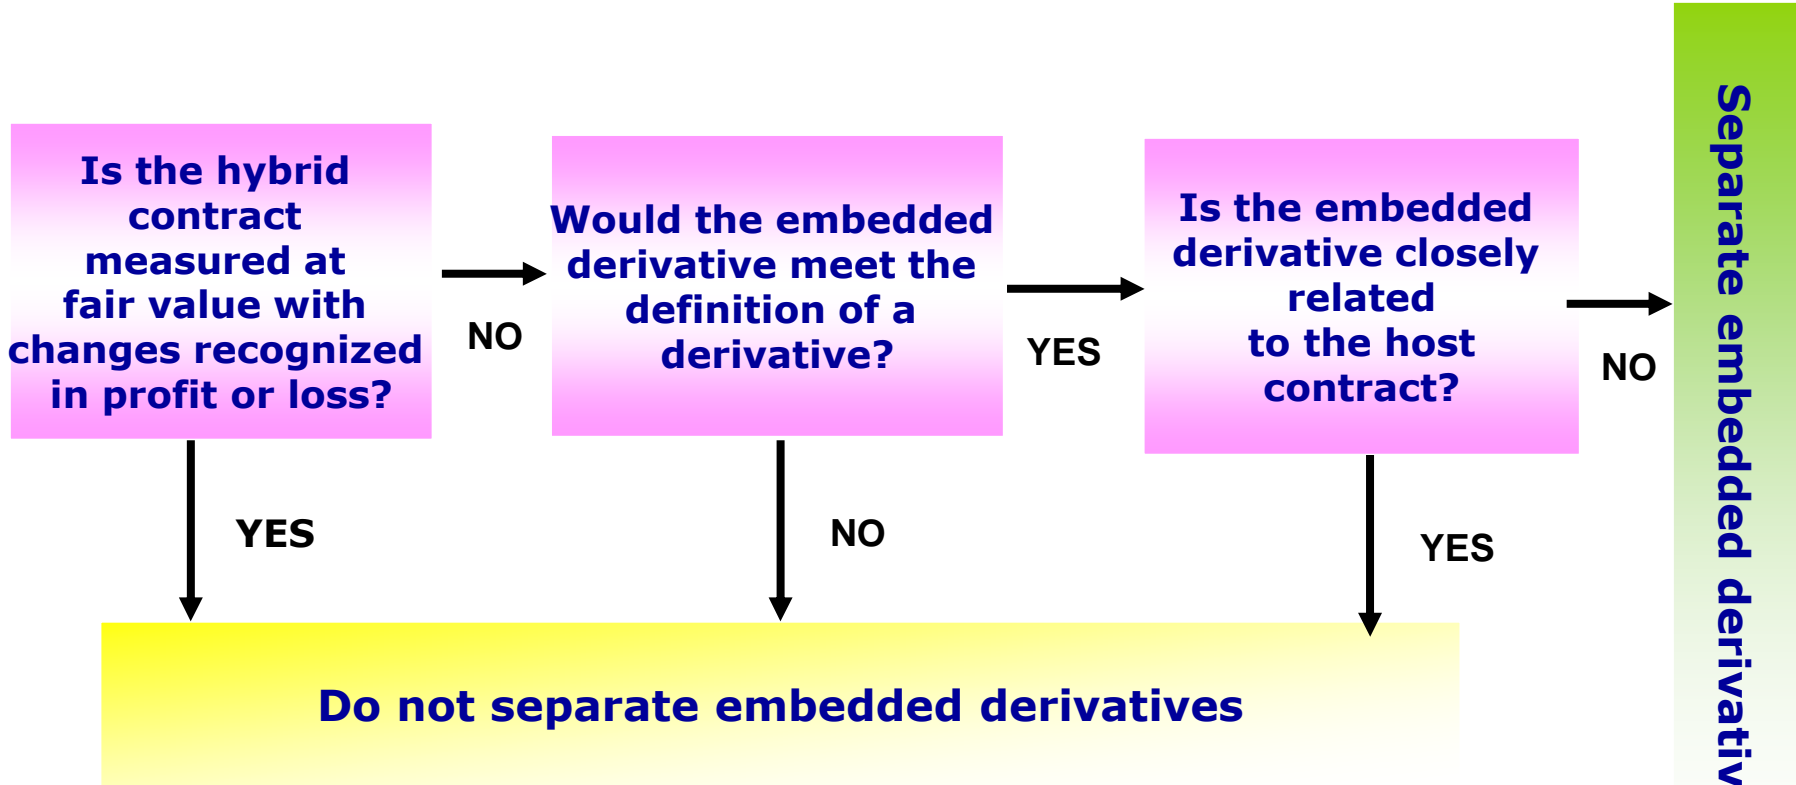 Is the hybrid
contract
measured at
fair value with
changes recognized
in profit or loss?
NO
YES
Would the embedded
derivative meet the
definition of a
derivative?
YES
NO
Is the embedded
derivative closely
related
to the host
contract?
NO
YES
Separate embedded derivativ
Do not separate embedded derivatives